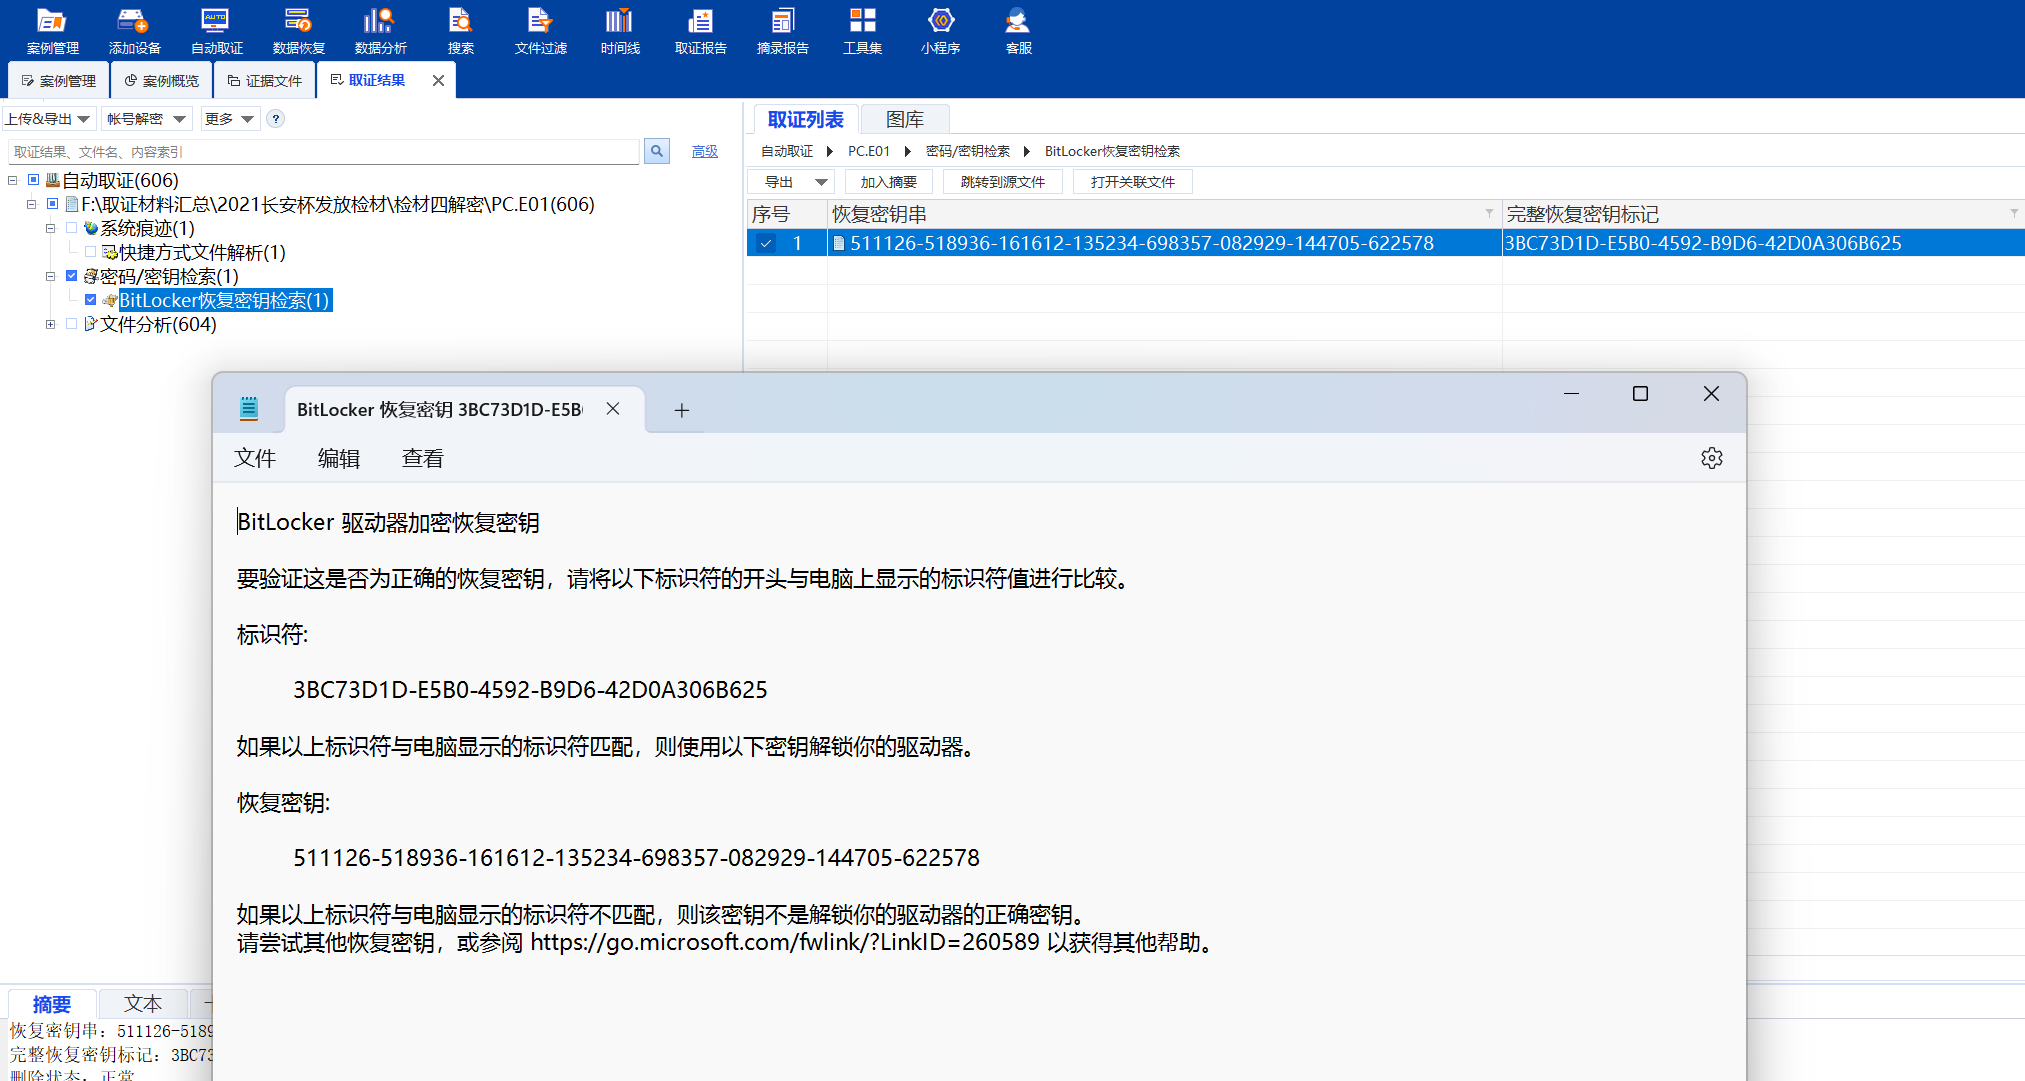 案例管理 添加设备 自动取证 数据恢复 数据分析 搜索 文件过滤 时间线 取证报告 摘录报告 工具集 小程序 客服
AUTO
案例管理 案例概览 证据文件 取证结果
上传&导出 帐号解密 更多 ?
取证结果、文件名、内容索引 高级
自动取证(606)
F:\取证材料汇总\2021长安杯发放检材\检材四解密\PC.E01(606)
系统痕迹(1)
快捷方式文件解析(1)
密码/密钥检索(1)
BitLocker恢复密钥检索(1)
文件分析(604)
取证列表 图库
自动取证 PC.E01 密码/密钥检索 BitLocker恢复密钥检索
导出 加入摘要 跳转到源文件 打开关联文件
序号 恢复密钥串 完整恢复密钥标记
1 511126-518936-161612-135234-698357-082929-144705-622578 3BC73D1D-E5B0-4592-B9D6-42D0A306B625
BitLocker 恢复密钥 3BC73D1D-E5B
文件 编辑 查看
BitLocker 驱动器加密恢复密钥
要验证这是否为正确的恢复密钥，请将以下标识符的开头与电脑上显示的标识符值进行比较。
标识符:
3BC73D1D-E5B0-4592-B9D6-42D0A306B625
如果以上标识符与电脑显示的标识符匹配，则使用以下密钥解锁你的驱动器。
恢复密钥:
511126-518936-161612-135234-698357-082929-144705-622578
如果以上标识符与电脑显示的标识符不匹配，则该密钥不是解锁你的驱动器的正确密钥。
请尝试其他恢复密钥，或参阅 https://go.microsoft.com/fwlink/?LinkID=260589 以获得其他帮助。
摘要 文本
恢复密钥串：511126-5189
完整恢复密钥标记：3BC73
删除状态：正常